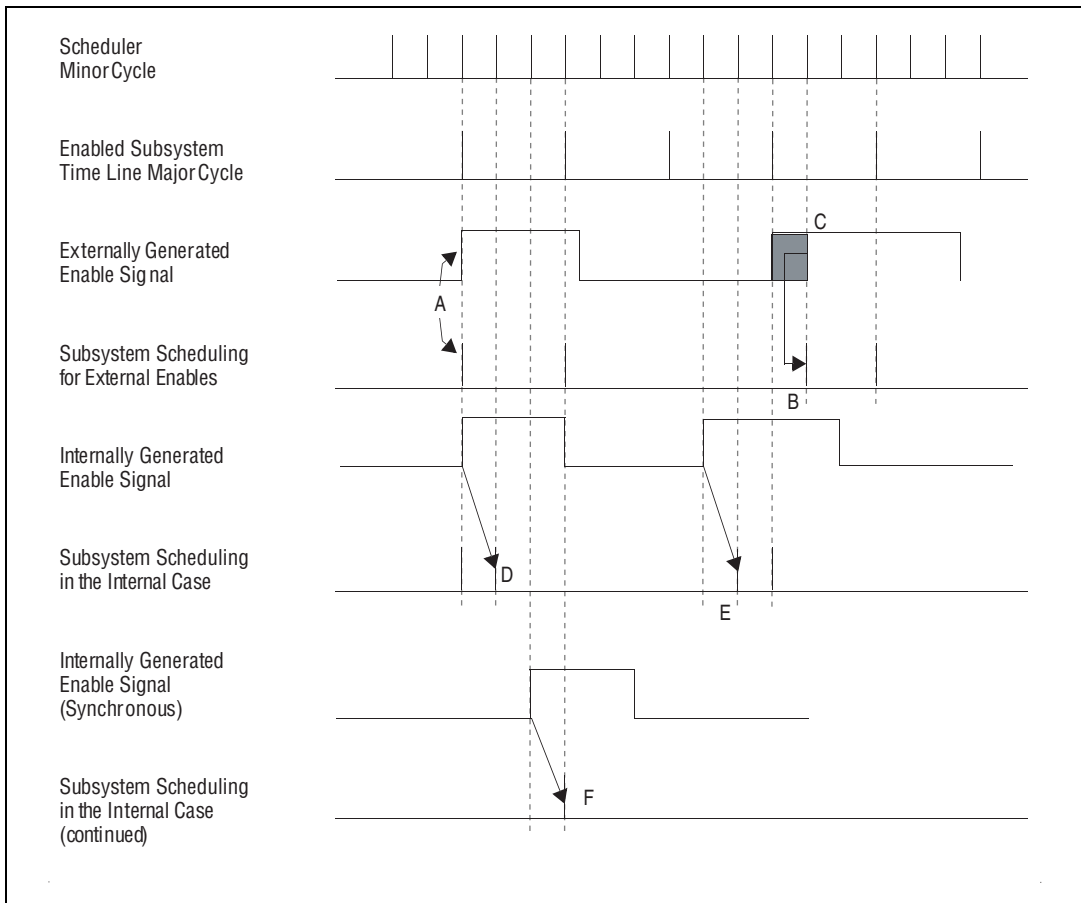 Scheduler
Minor Cycle
Enabled Subsystem
Time Line Major Cycle
C
Externally Generated
Enable Signal
A
Subsystem Scheduling
for External Enables
B
Internally Generated
Enable Signal
Subsystem Scheduling
in the Internal Case
D
E
Internally Generated
Enable Signal
(Synchronous)
Subsystem Scheduling
in the Internal Case
(continued)
F